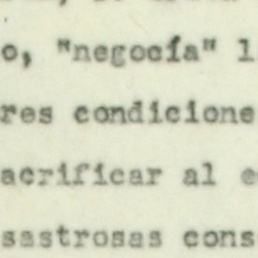 o, "negocía" l
res condicione
acrificar al e
sastrosas cons